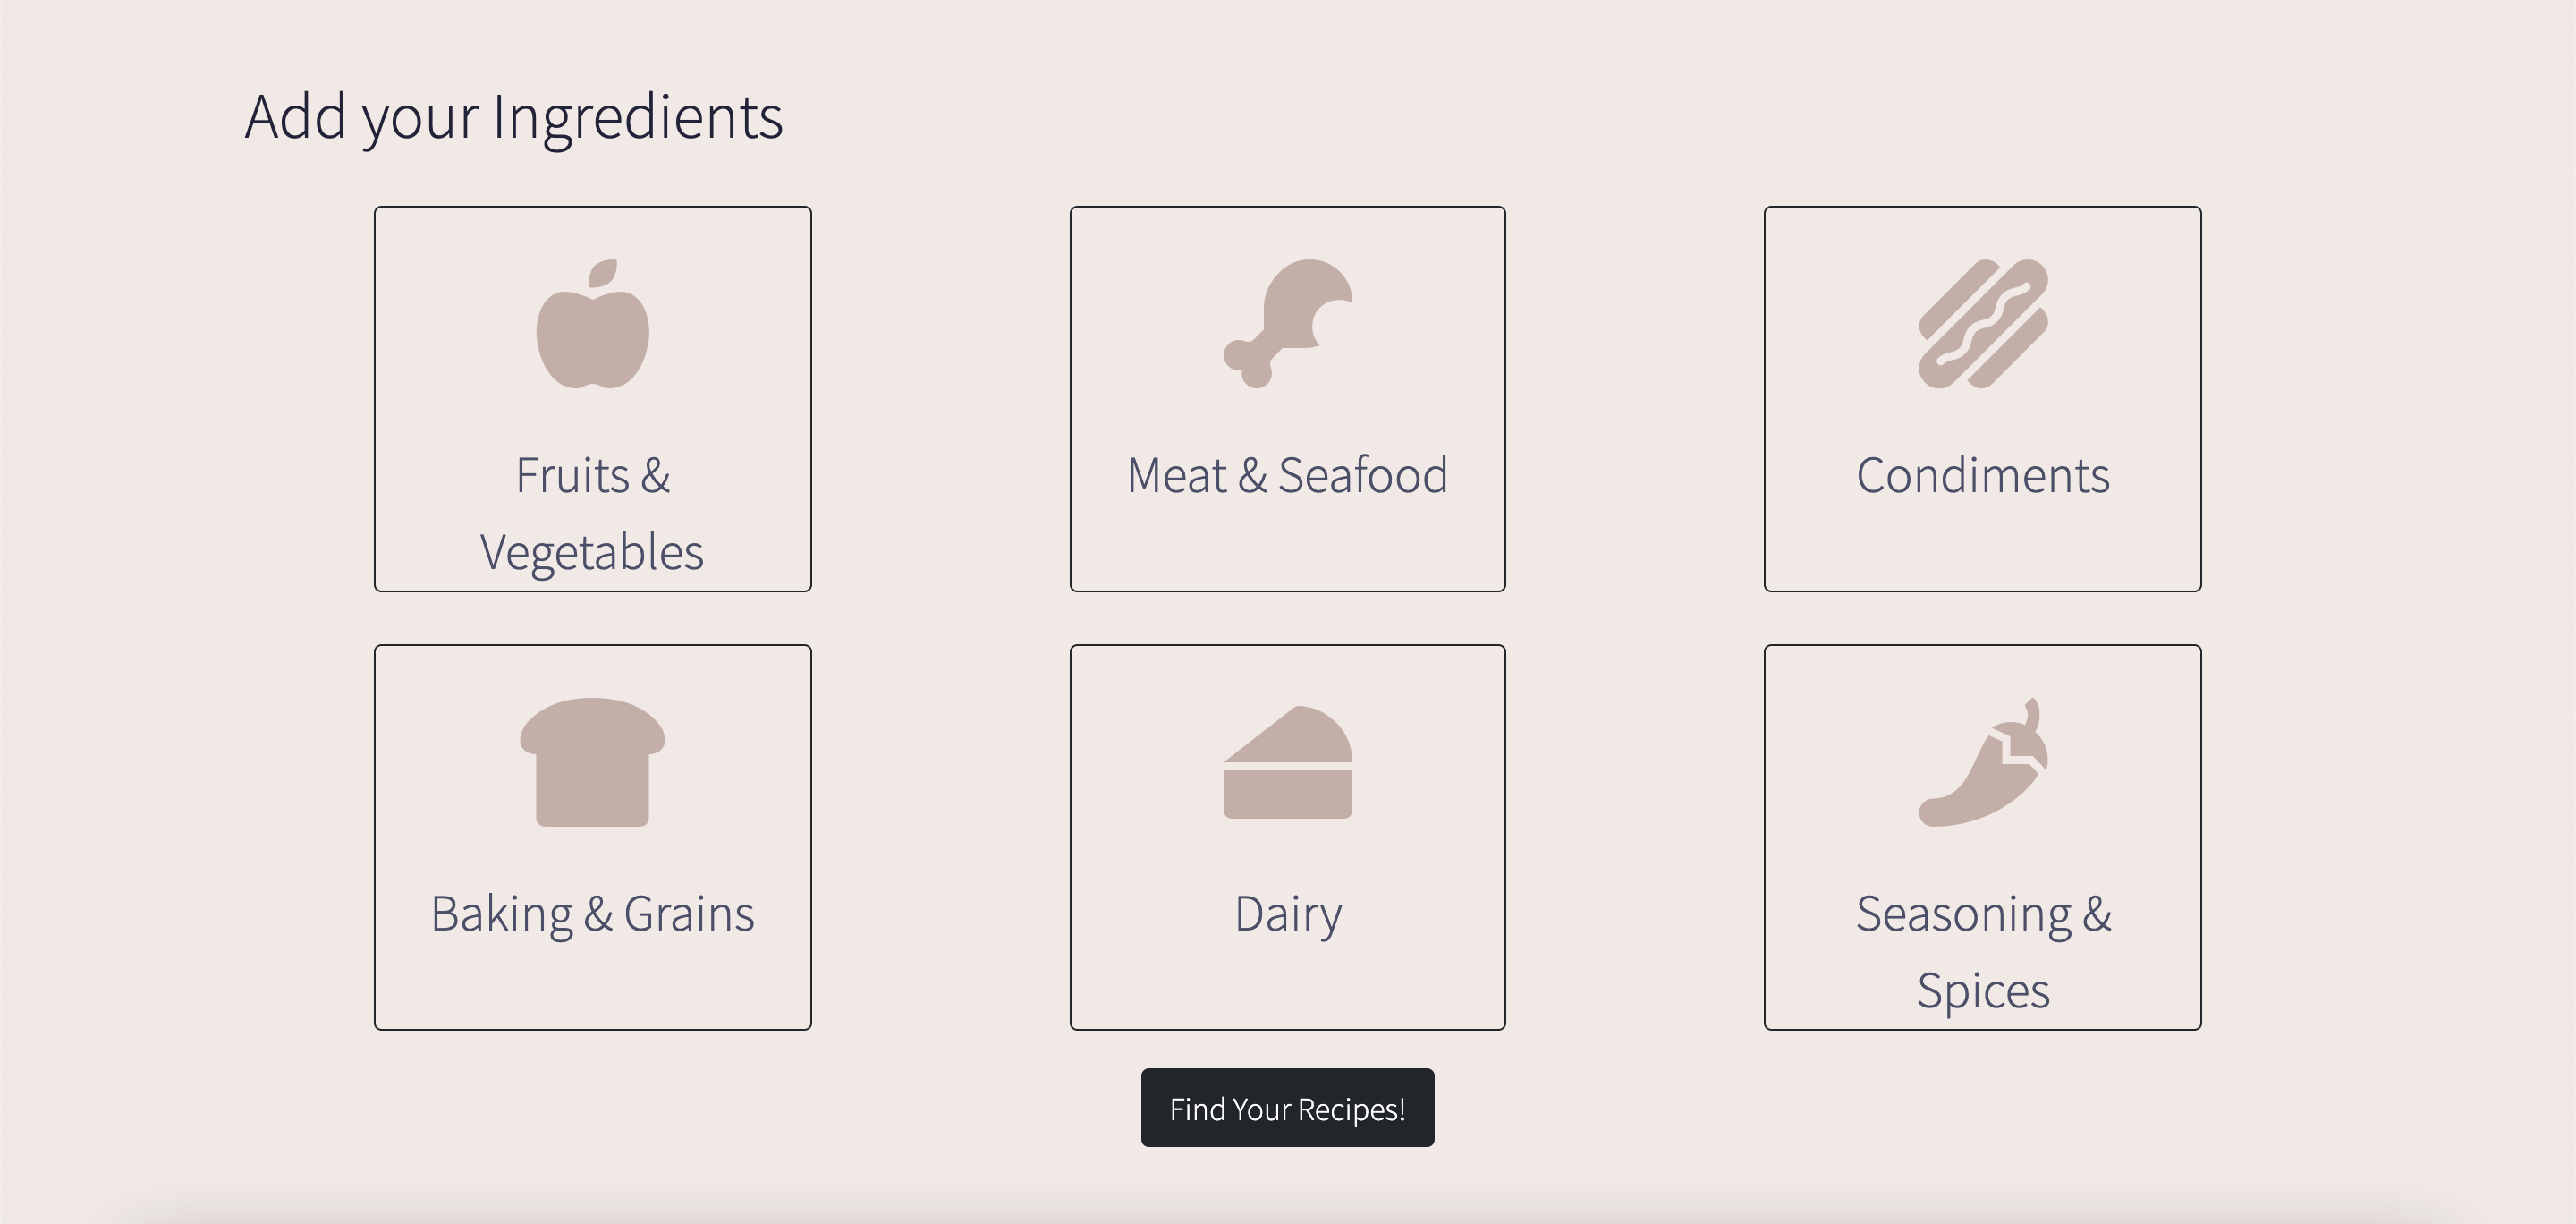 Add your Ingredients
Fruits &
Vegetables
Meat & Seafood
Condiments
Baking & Grains
Dairy
Seasoning &
Spices
Find Your Recipes!